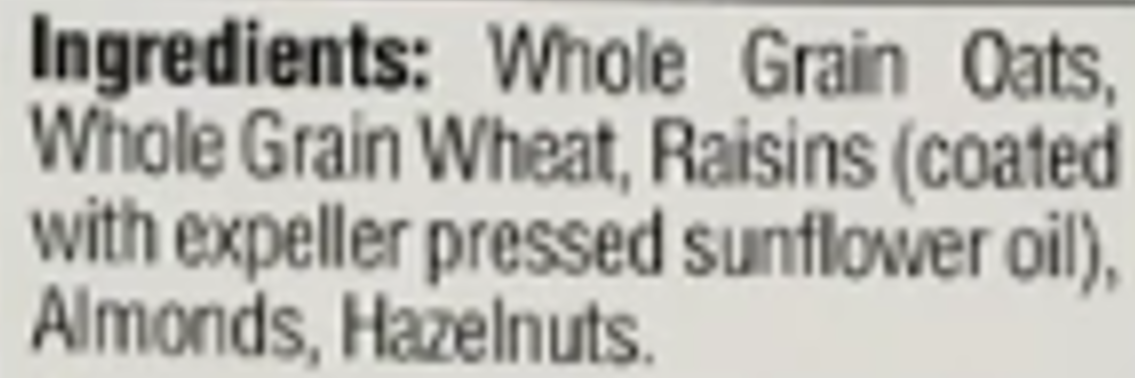 Ingredients: Whole Grain Oats,
Whole Grain Wheat, Raisins (coated
with expeller pressed sunflower oil),
Almonds, Hazelnuts.